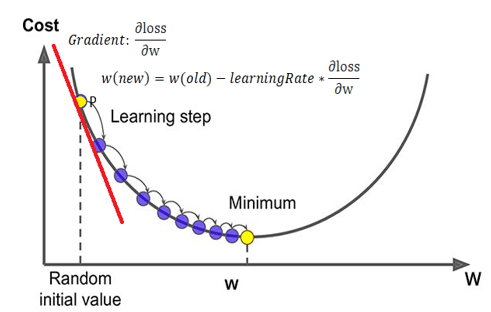 Cost
Gradient: ∂loss/∂w
w(new) = w(old) − learningRate * ∂loss/∂w
P
Learning step
Minimum
Random
initial value
w
W